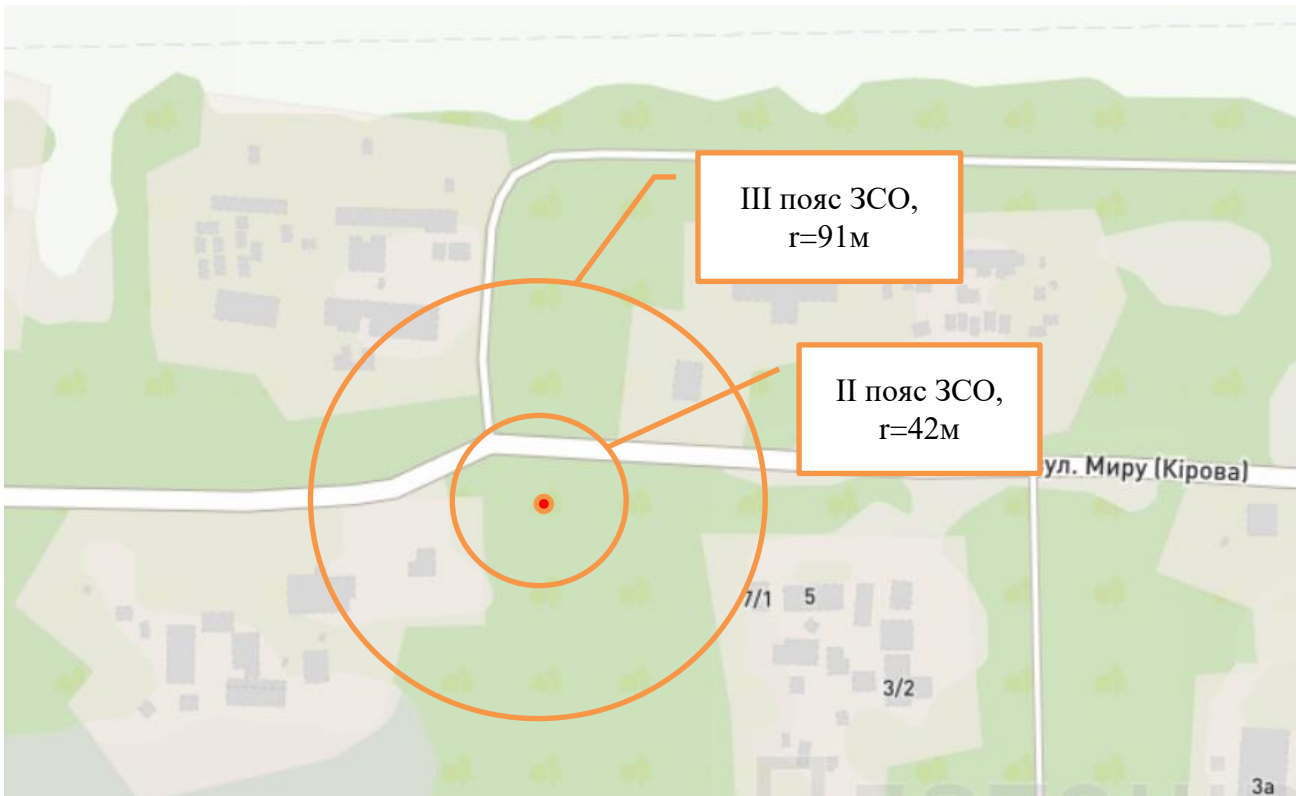 III пояс ЗСО,
r=91м
II пояс ЗСО,
r=42м
ул. Миру (Кірова)
7/1
5
3/2
3а